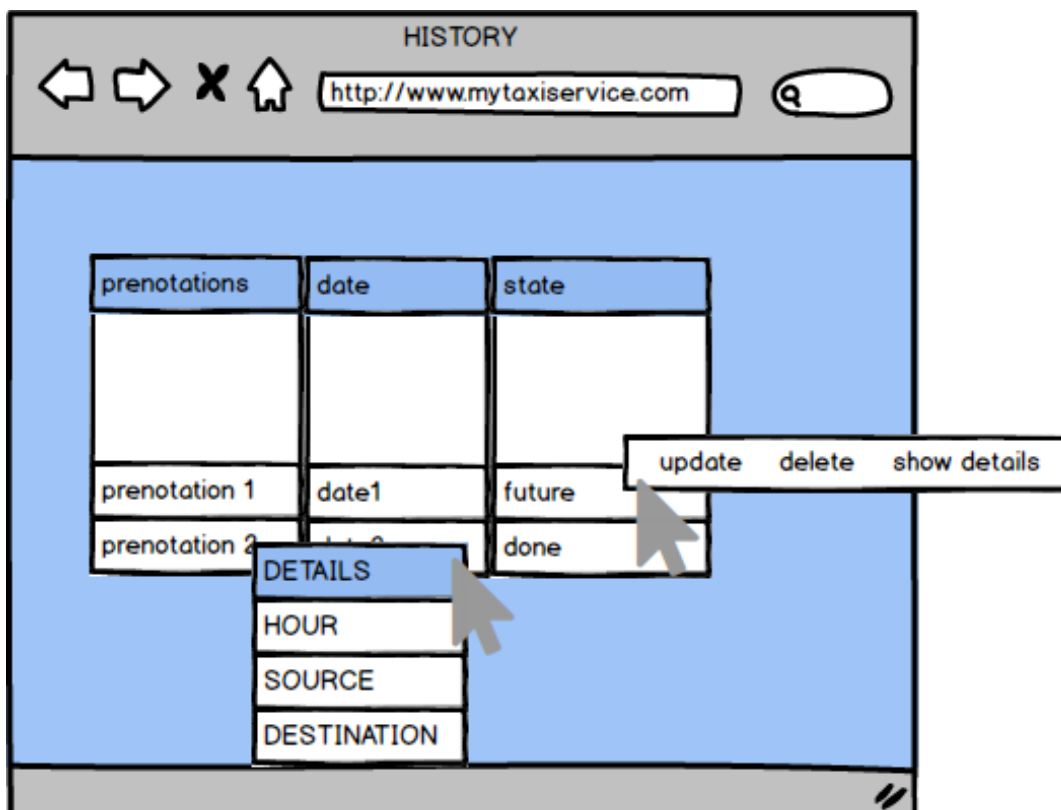 HISTORY
http://www.mytaxiservice.com
prenotations date state
update delete show details
prenotation 1 date1 future
prenotation 2 done
DETAILS
HOUR
SOURCE
DESTINATION